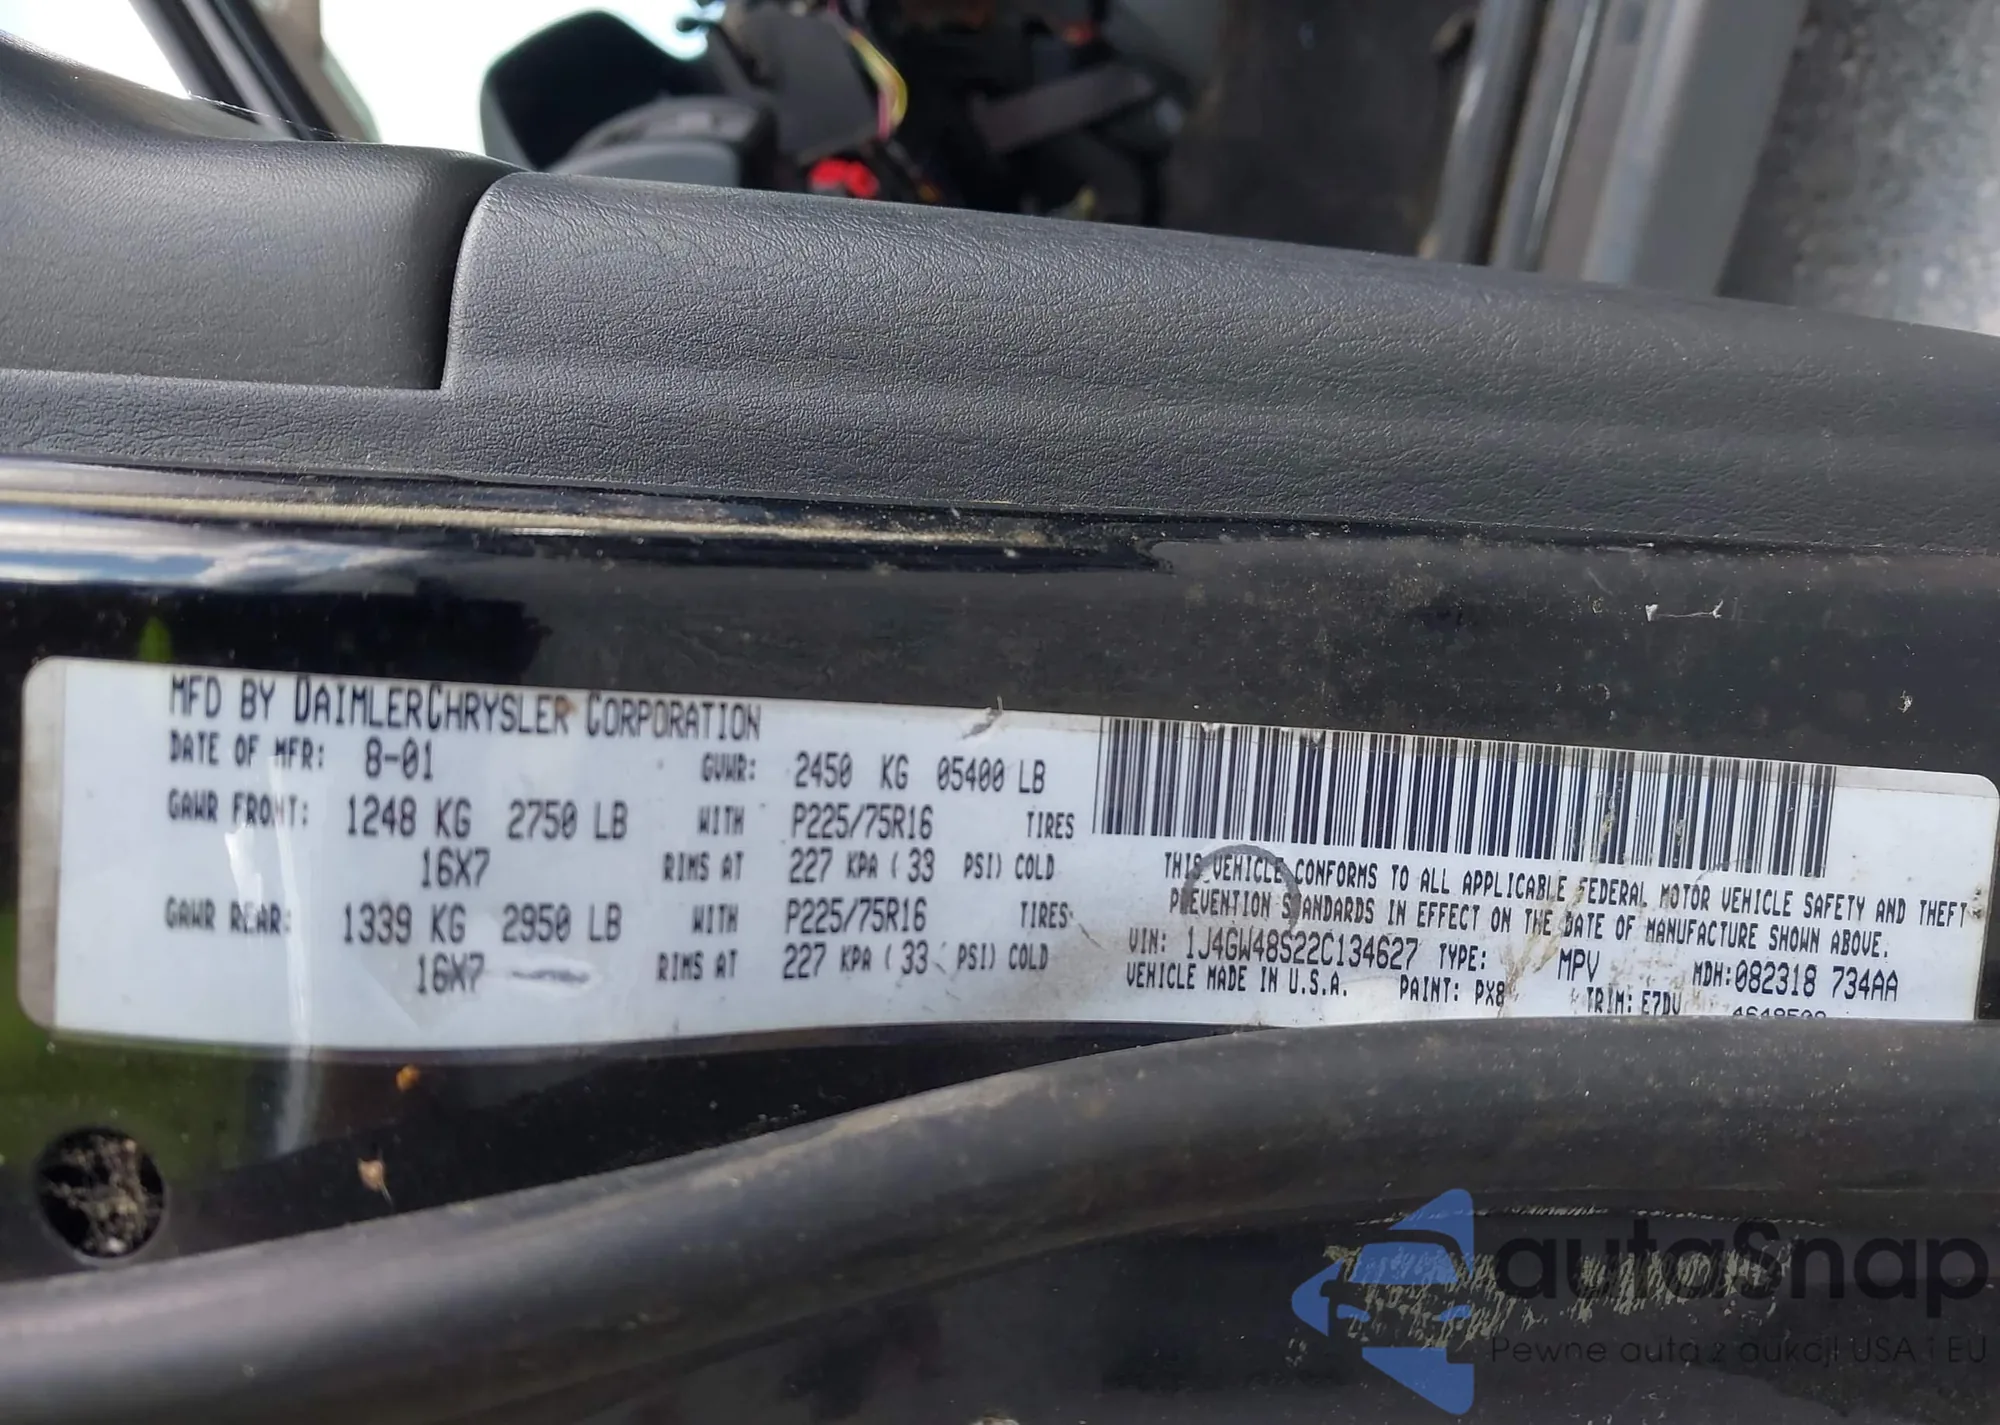 MFD BY DAIMLERCHRYSLER CORPORATION
DATE OF MFR: 8-01 GVWR: 2450 KG 05400 LB
GAWR FRONT: 1248 KG 2750 LB WITH P225/75R16 TIRES
16X7 RIMS AT 227 KPA (33 PSI) COLD
GAWR REAR: 1339 KG 2950 LB WITH P225/75R16 TIRES
16X7 RIMS AT 227 KPA (33 PSI) COLD
THIS VEHICLE CONFORMS TO ALL APPLICABLE FEDERAL MOTOR VEHICLE SAFETY AND THEFT
PREVENTION STANDARDS IN EFFECT ON THE DATE OF MANUFACTURE SHOWN ABOVE.
VIN: 1J4GW48S22C134627 TYPE: MPV MDH:082318 734AA
VEHICLE MADE IN U.S.A. PAINT: PX8 TRIM: E7DV
autaSnap
Pewne auta z aukcji USA i EU